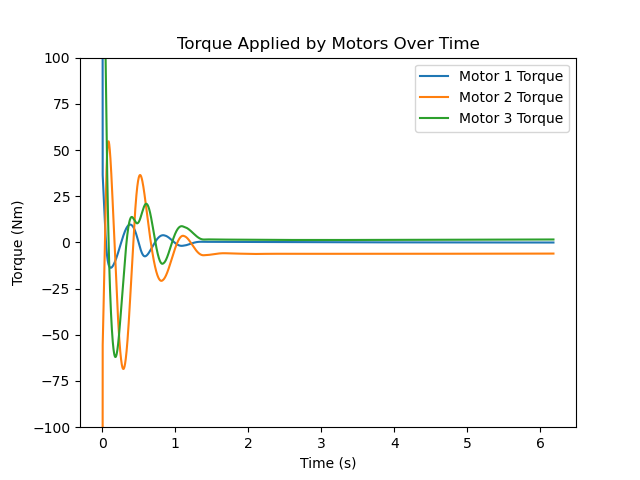 Torque Applied by Motors Over Time
Motor 1 Torque
Motor 2 Torque
Motor 3 Torque
Torque (Nm)
100
75
50
25
0
−25
−50
−75
−100
0 1 2 3 4 5 6
Time (s)